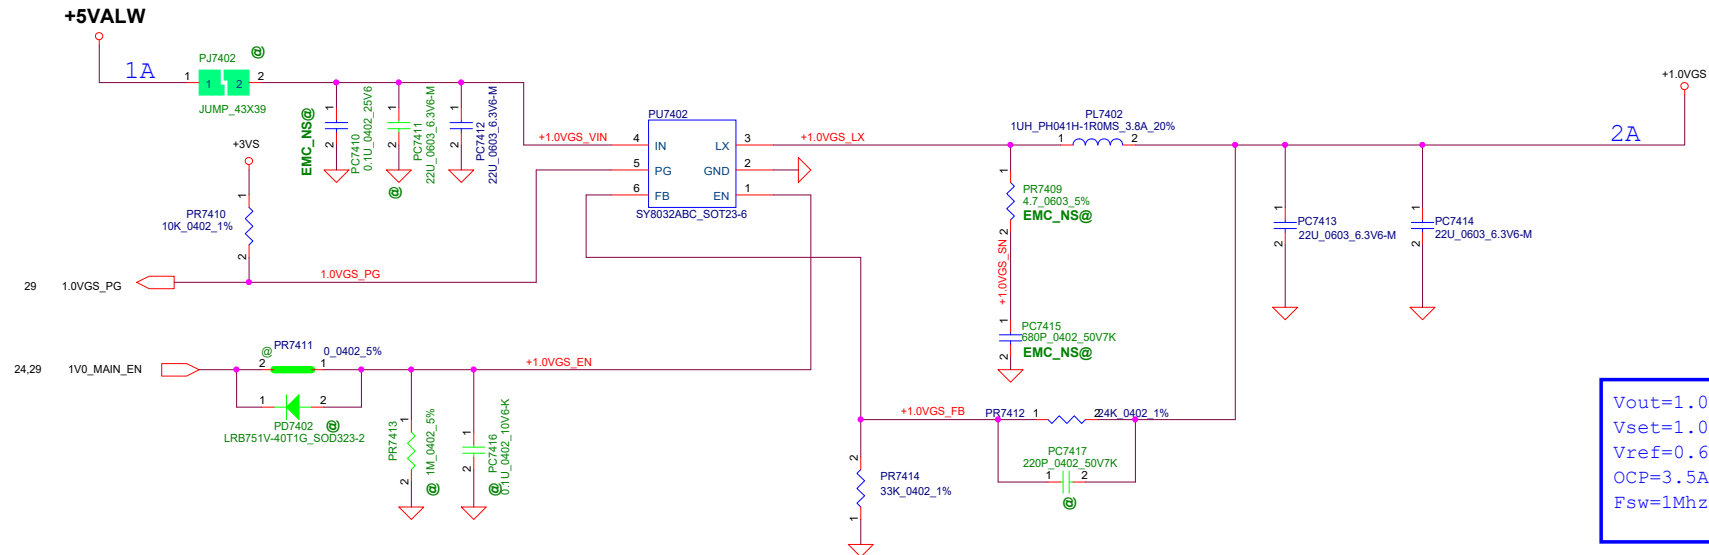 +5VALW
1A
PJ7402
@
1
2
1
2
JUMP_43X39
EMC_NS@
1
2
PC7410
0.1U_0402_25V6
1
2
PC7411
22U_0603_6.3V6-M
@
1
2
PC7412
22U_0603_6.3V6-M
+3VS
1
PR7410
10K_0402_1%
2
29
1.0VGS_PG
1.0VGS_PG
+1.0VGS_VIN
PU7402
4
IN
LX
3
5
PG
GND
2
6
FB
EN
1
SY8032ABC_SOT23-6
+1.0VGS_LX
PL7402
1UH_PH041H-1R0MS_3.8A_20%
1
2
+1.0VGS
2A
1
PR7409
4.7_0603_5%
EMC_NS@
2
+1.0VGS_SN
1
PC7415
680P_0402_50V7K
2
EMC_NS@
1
PC7413
22U_0603_6.3V6-M
2
1
PC7414
22U_0603_6.3V6-M
2
24,29
1V0_MAIN_EN
@
PR7411
0_0402_5%
2
1
1
2
PD7402
@
LRB751V-40T1G_SOD323-2
+1.0VGS_EN
PR7413
1
2
1M_0402_5%
@
1
2
PC7416
0.1U_0402_10V6-K
@
+1.0VGS_FB
PR7412
1
2
24K_0402_1%
PC7417
220P_0402_50V7K
1
2
@
2
PR7414
33K_0402_1%
1
Vout=1.0
Vset=1.0
Vref=0.6
OCP=3.5A
Fsw=1Mhz